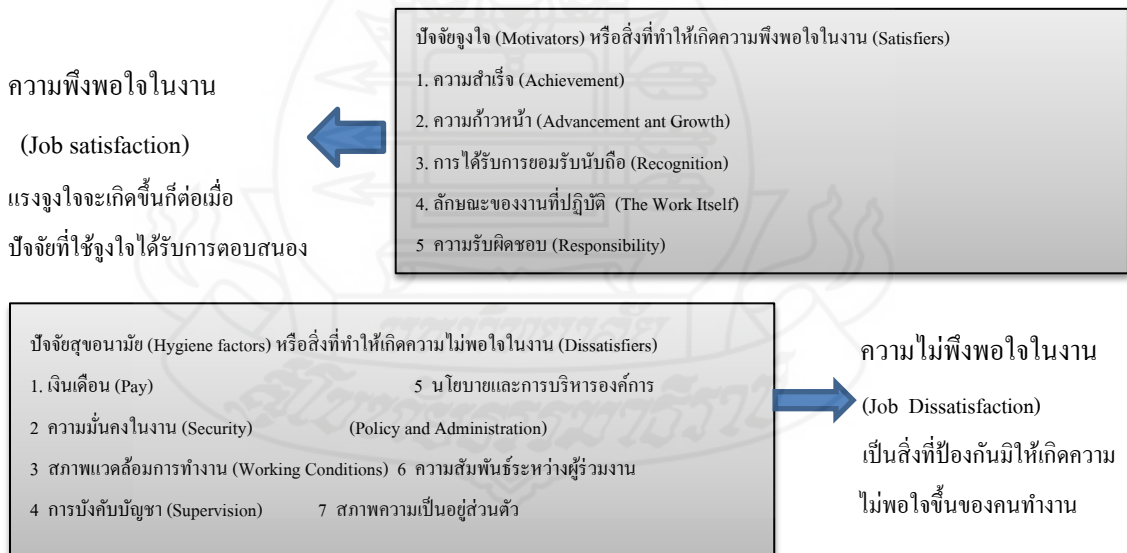 ปัจจัยจูงใจ (Motivators) หรือสิ่งที่ทำให้เกิดความพึงพอใจในงาน (Satisfiers)
1. ความสำเร็จ (Achievement)
2. ความก้าวหน้า (Advancement ant Growth)
3. การได้รับการยอมรับนับถือ (Recognition)
4. ลักษณะของงานที่ปฏิบัติ (The Work Itself)
5 ความรับผิดชอบ (Responsibility)
ความพึงพอใจในงาน
(Job satisfaction)
แรงจูงใจจะเกิดขึ้นก็ต่อเมื่อ
ปัจจัยที่ใช้จูงใจได้รับการตอบสนอง
ปัจจัยสุขอนามัย (Hygiene factors) หรือสิ่งที่ทำให้เกิดความไม่พอใจในงาน (Dissatisfiers)
1. เงินเดือน (Pay) 5 นโยบายและการบริหารองค์การ
2 ความมั่นคงในงาน (Security) (Policy and Administration)
3 สภาพแวดล้อมการทำงาน (Working Conditions) 6 ความสัมพันธ์ระหว่างผู้ร่วมงาน
4 การบังคับบัญชา (Supervision) 7 สภาพความเป็นอยู่ส่วนตัว
ความไม่พึงพอใจในงาน
(Job Dissatisfaction)
เป็นสิ่งที่ป้องกันมิให้เกิดความ
ไม่พอใจขึ้นของคนทำงาน